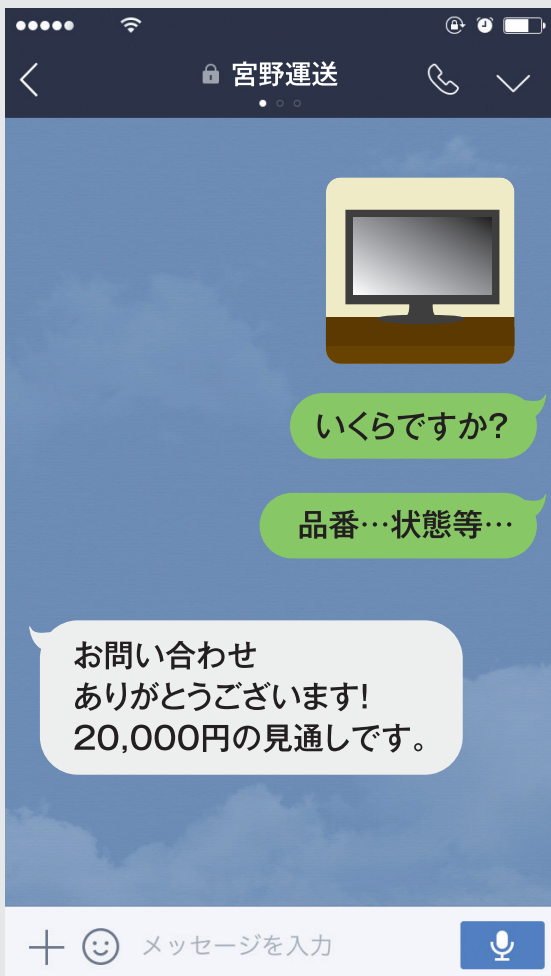 宮野運送
いくらですか?
品番…状態等…
お問い合わせ
ありがとうございます!
20,000円の見通しです。
メッセージを入力